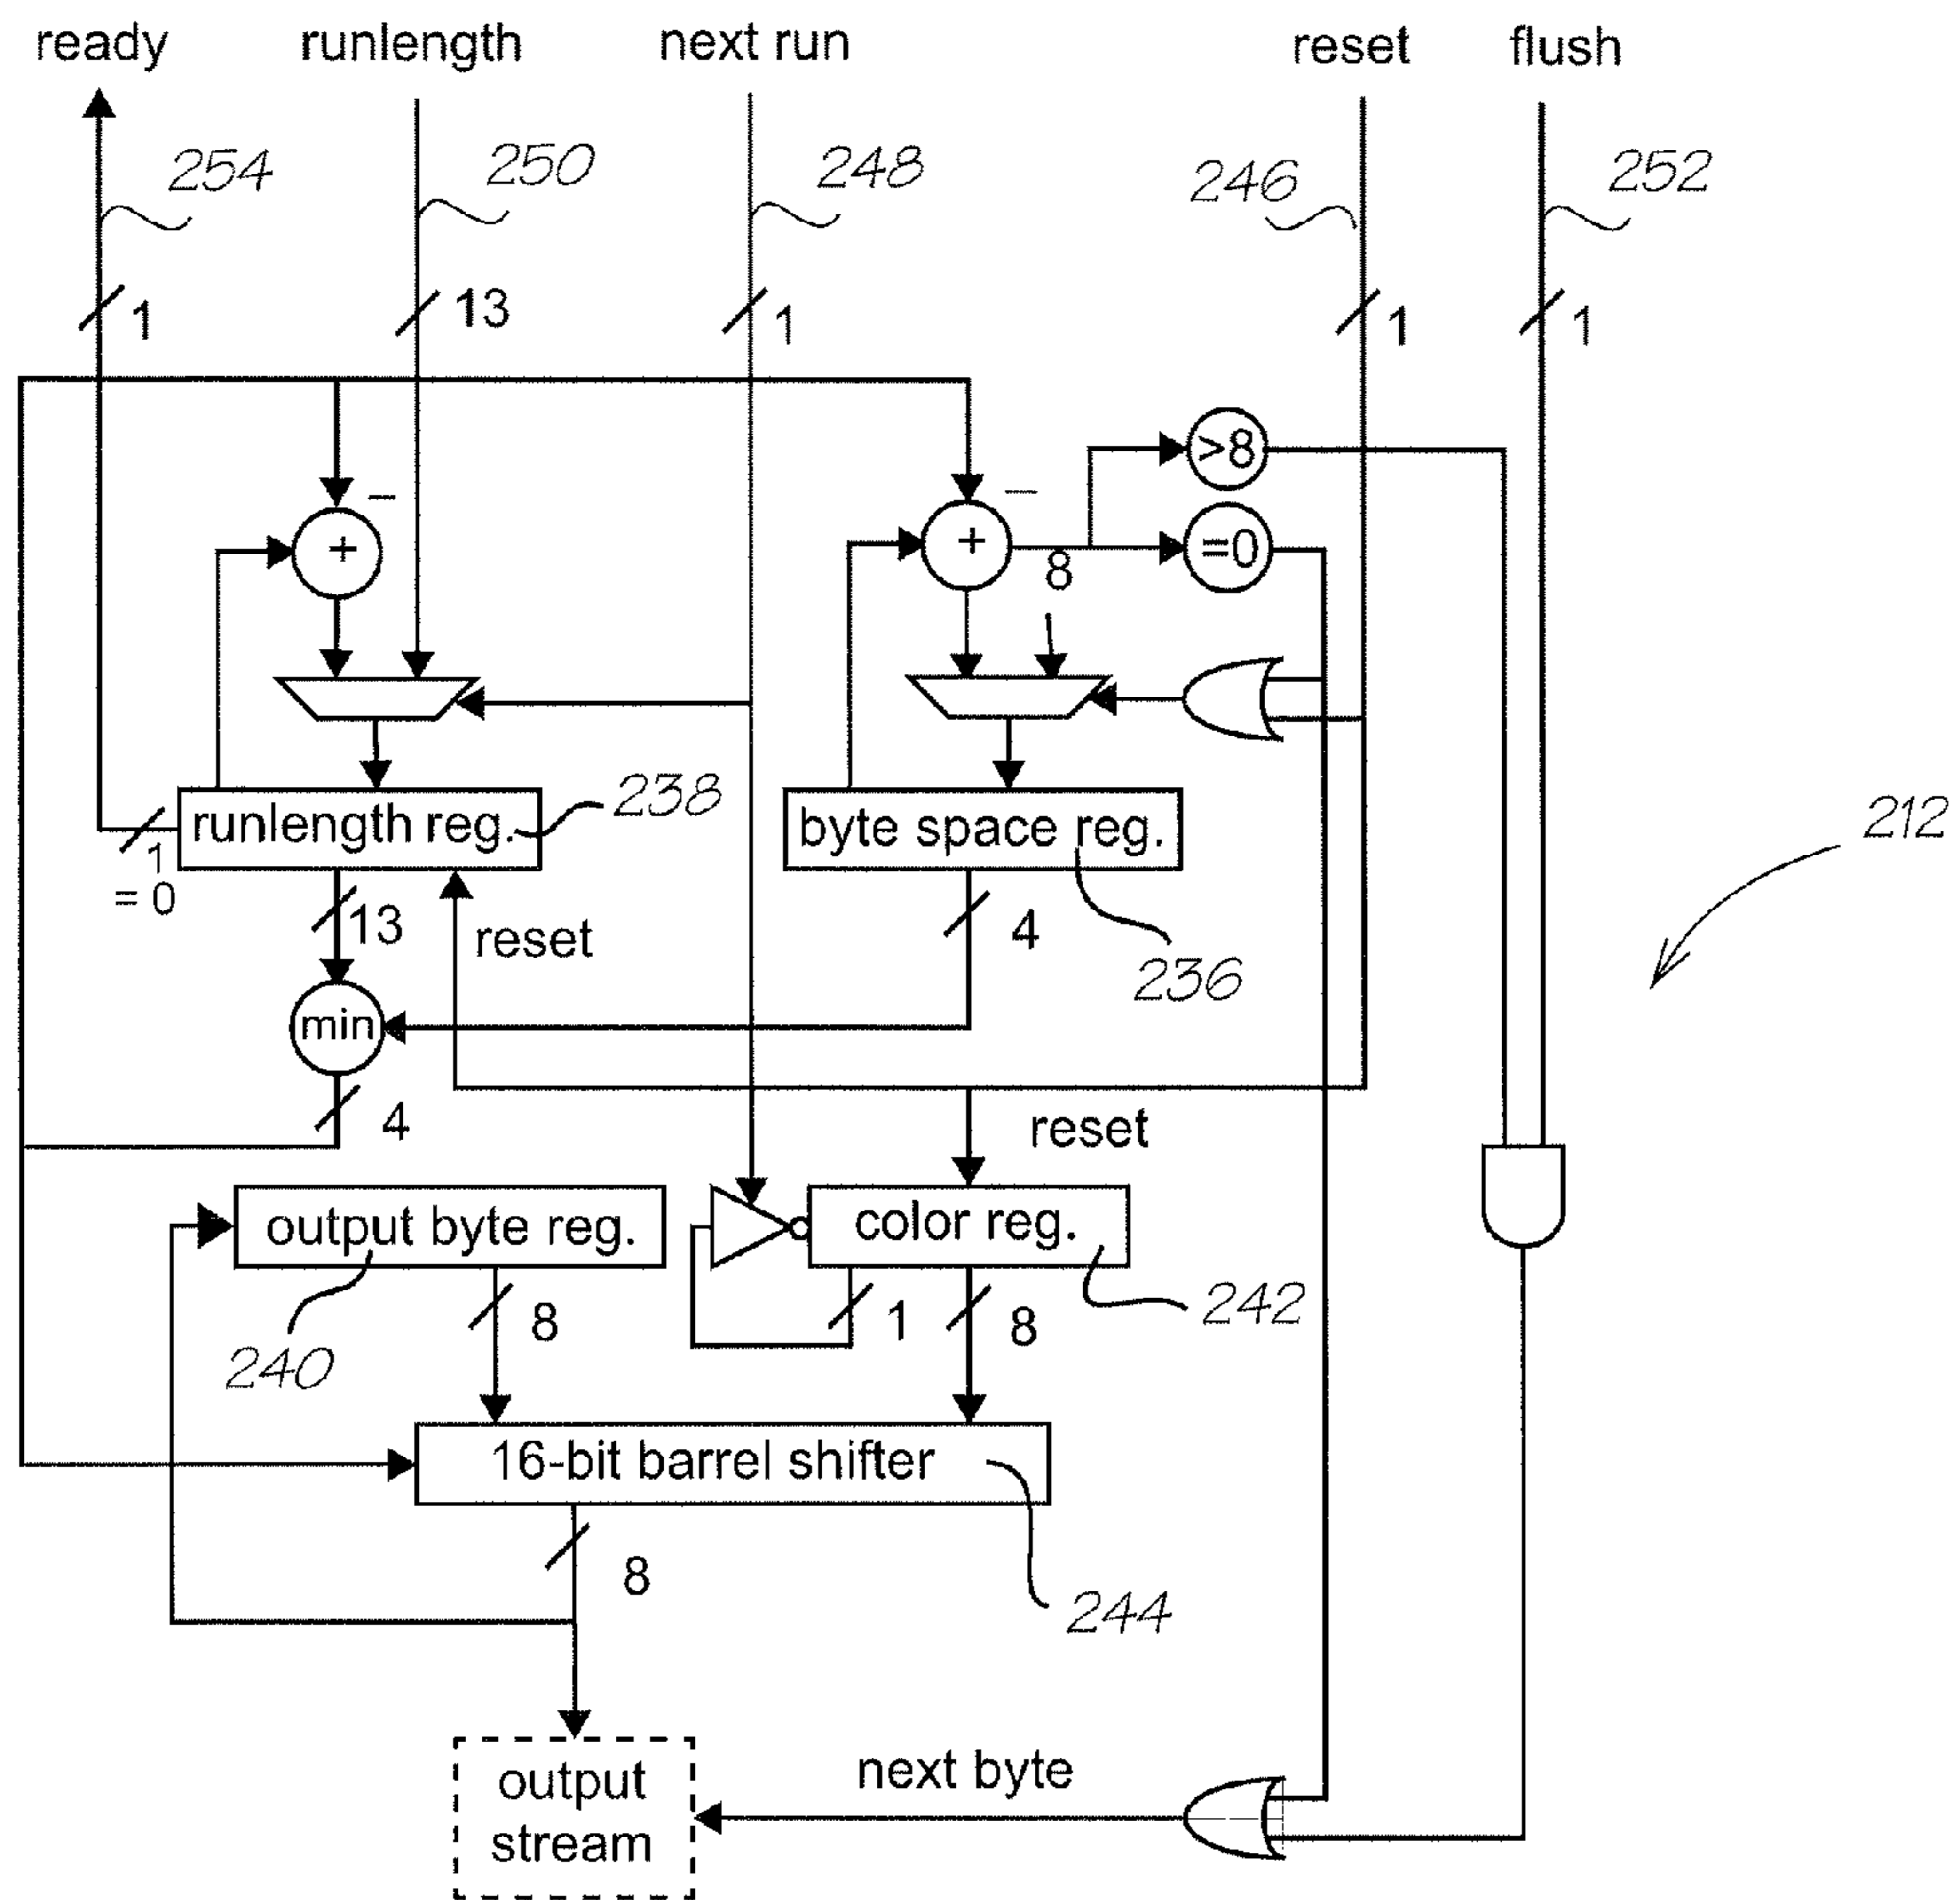 ready runlength next run reset flush
254 250 248 246 252
1 13 1 1 1
− − >8
+ + =0
8
runlength reg. 238 byte space reg. 212
1
= 0
13 reset 4 236
min
4 reset
output byte reg. color reg.
240 8 1 8 242
16-bit barrel shifter
8 244
output
stream
next byte